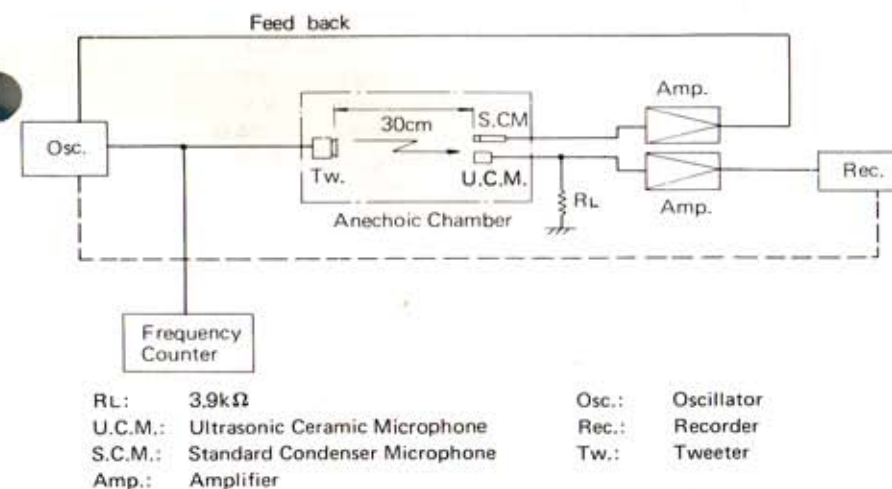 Feed back
Amp.
30cm
S.CM
Osc.
Rec.
Tw.
U.C.M.
RL
Amp.
Anechoic Chamber
Frequency
Counter
RL: 3.9kΩ
U.C.M.: Ultrasonic Ceramic Microphone
S.C.M.: Standard Condenser Microphone
Amp.: Amplifier
Osc.: Oscillator
Rec.: Recorder
Tw.: Tweeter